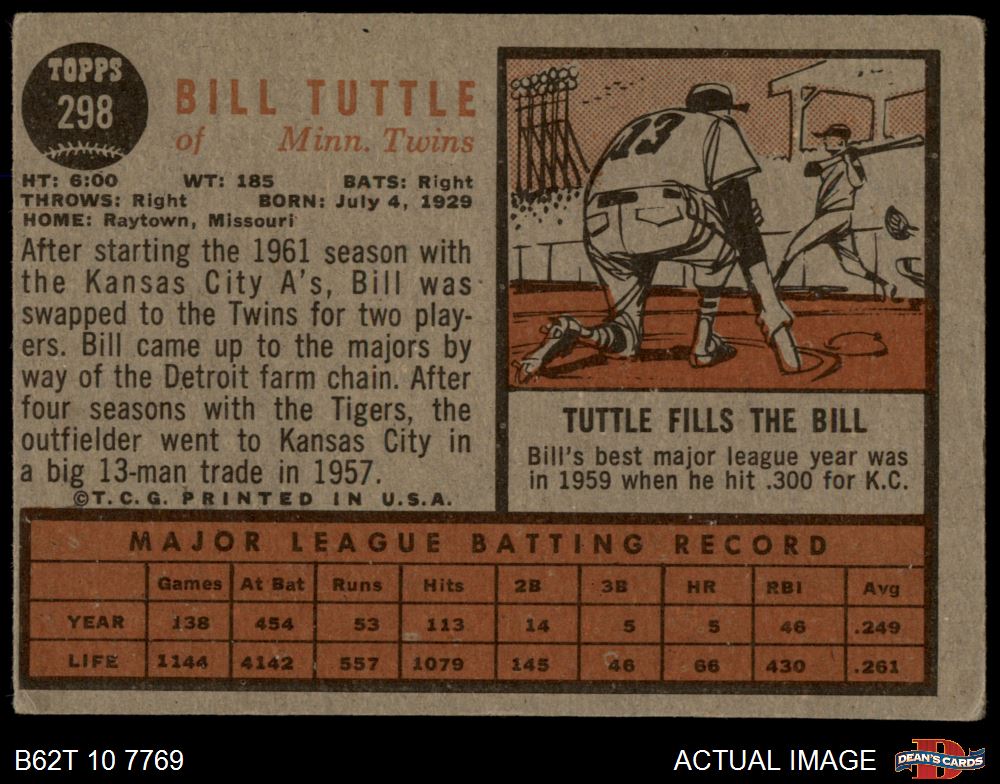 TOPPS
298
BILL TUTTLE
of Minn. Twins
HT: 6:00 WT: 185 BATS: Right
THROWS: Right BORN: July 4, 1929
HOME: Raytown, Missouri
After starting the 1961 season with
the Kansas City A's, Bill was
swapped to the Twins for two play-
ers. Bill came up to the majors by
way of the Detroit farm chain. After
four seasons with the Tigers, the
outfielder went to Kansas City in
a big 13-man trade in 1957.
©T.C.G. PRINTED IN U.S.A.
13
TUTTLE FILLS THE BILL
Bill's best major league year was
in 1959 when he hit .300 for K.C.
MAJOR LEAGUE BATTING RECORD
Games At Bat Runs Hits 2B 3B HR RBI Avg
YEAR 138 454 53 113 14 5 5 46 .249
LIFE 1144 4142 557 1079 145 46 66 430 .261
B62T 10 7769
ACTUAL IMAGE
D
DEAN'S CARDS